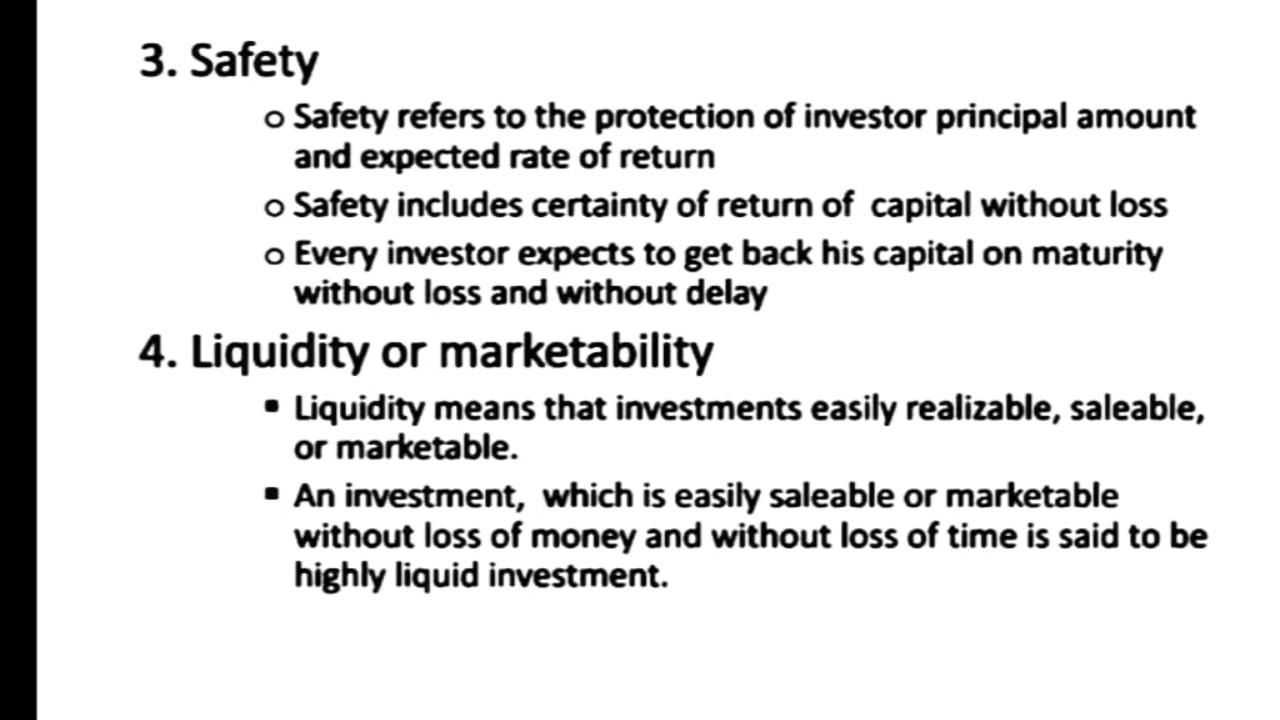 3. Safety
o Safety refers to the protection of investor principal amount
and expected rate of return
o Safety includes certainty of return of  capital without loss
o Every investor expects to get back his capital on maturity
without loss and without delay
4. Liquidity or marketability
▪ Liquidity means that investments easily realizable, saleable,
or marketable.
▪ An investment,  which is easily saleable or marketable
without loss of money and without loss of time is said to be
highly liquid investment.